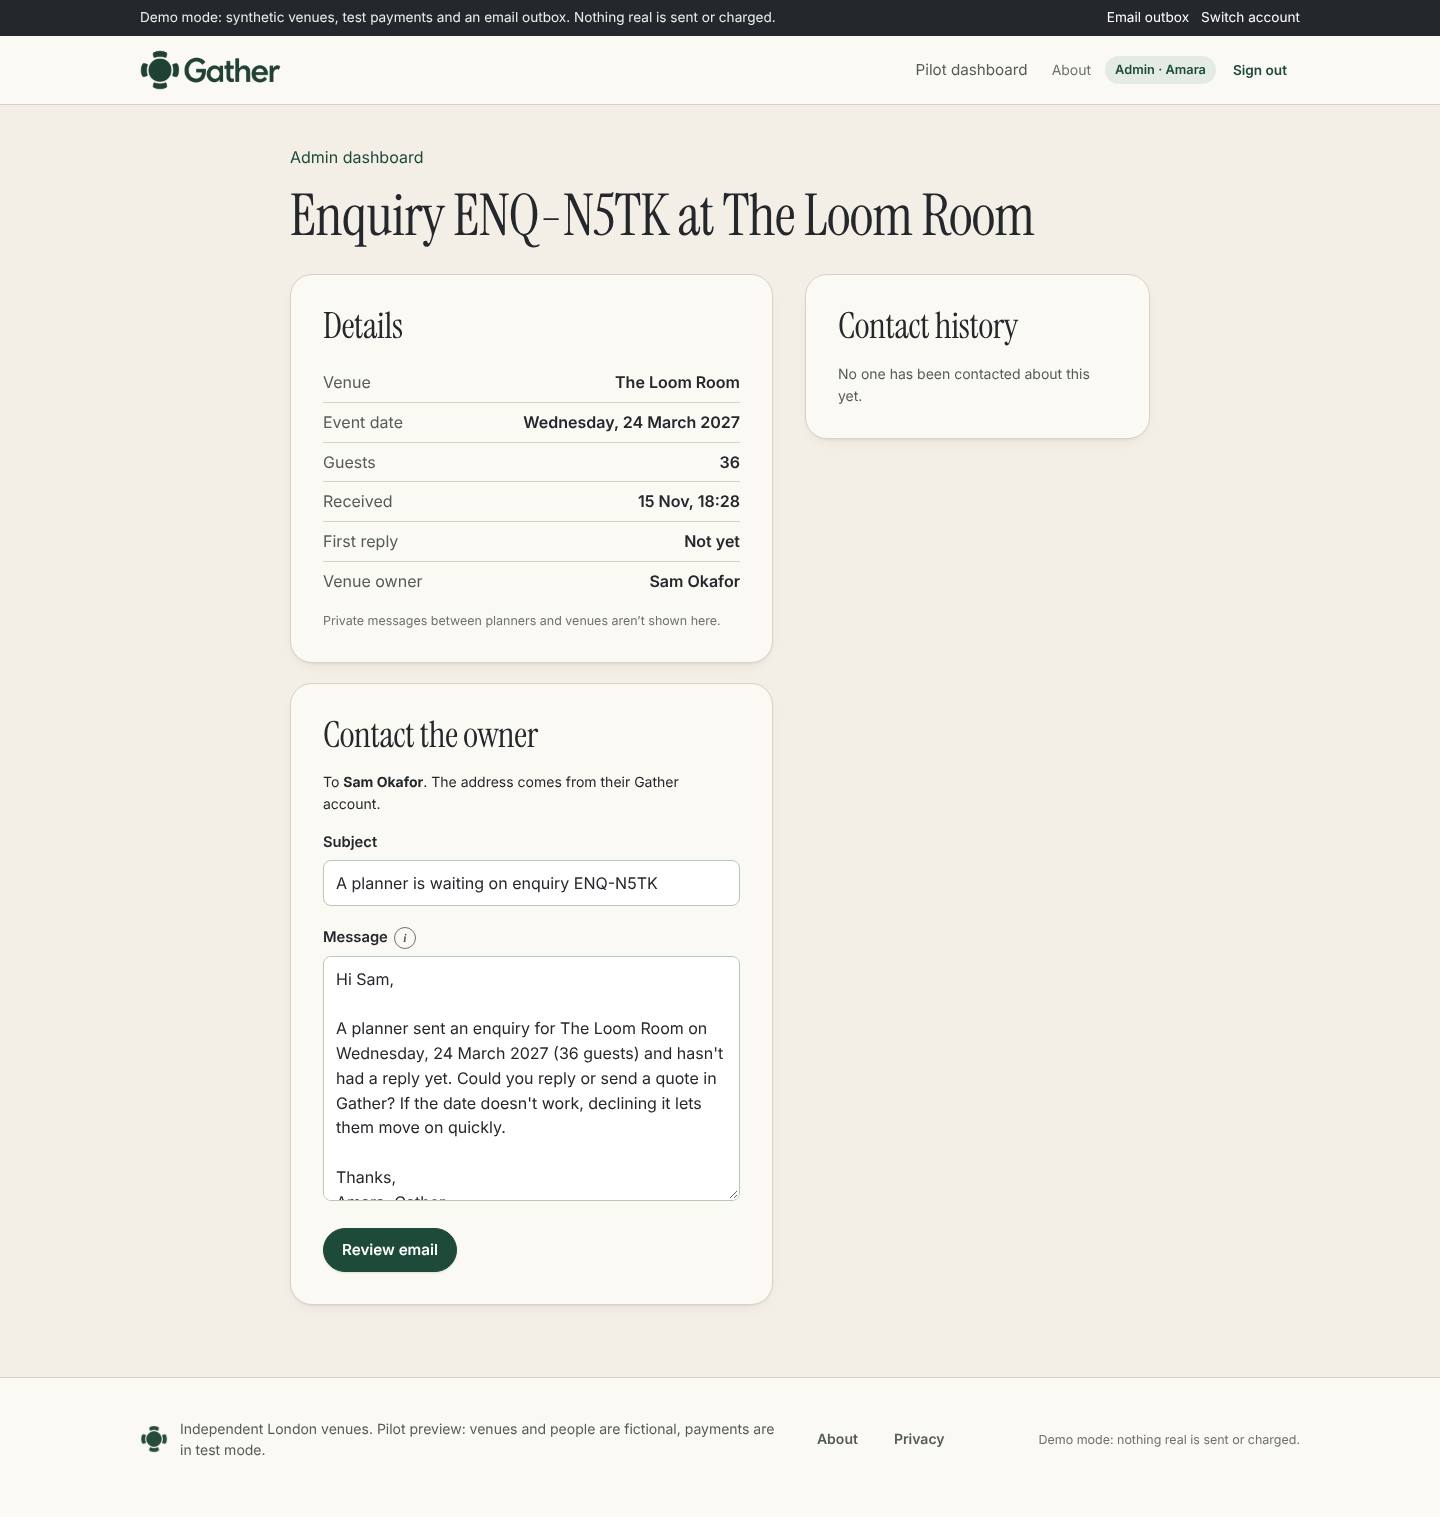 Demo mode: synthetic venues, test payments and an email outbox. Nothing real is sent or charged.
Email outbox
Switch account
Gather
Pilot dashboard
About
Admin · Amara
Sign out
Admin dashboard
Enquiry ENQ-N5TK at The Loom Room
Details
Venue
The Loom Room
Event date
Wednesday, 24 March 2027
Guests
36
Received
15 Nov, 18:28
First reply
Not yet
Venue owner
Sam Okafor
Private messages between planners and venues aren't shown here.
Contact history
No one has been contacted about this
yet.
Contact the owner
To Sam Okafor. The address comes from their Gather
account.
Subject
A planner is waiting on enquiry ENQ-N5TK
Message
i
Hi Sam,
A planner sent an enquiry for The Loom Room on
Wednesday, 24 March 2027 (36 guests) and hasn't
had a reply yet. Could you reply or send a quote in
Gather? If the date doesn't work, declining it lets
them move on quickly.
Thanks,
Review email
Independent London venues. Pilot preview: venues and people are fictional, payments are
in test mode.
About
Privacy
Demo mode: nothing real is sent or charged.